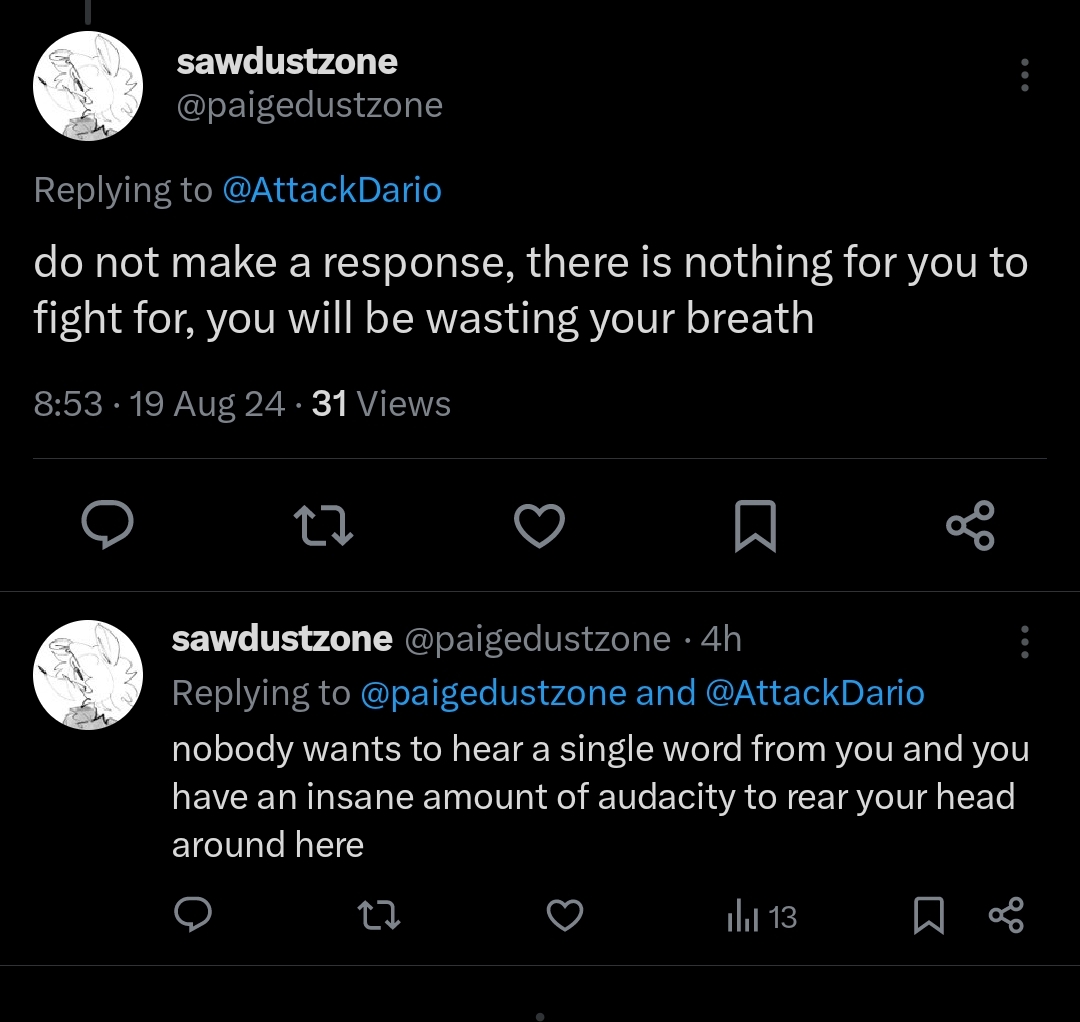 sawdustzone
@paigedustzone
Replying to @AttackDario
do not make a response, there is nothing for you to
fight for, you will be wasting your breath
8:53 · 19 Aug 24 · 31 Views
sawdustzone @paigedustzone · 4h
Replying to @paigedustzone and @AttackDario
nobody wants to hear a single word from you and you
have an insane amount of audacity to rear your head
around here
13